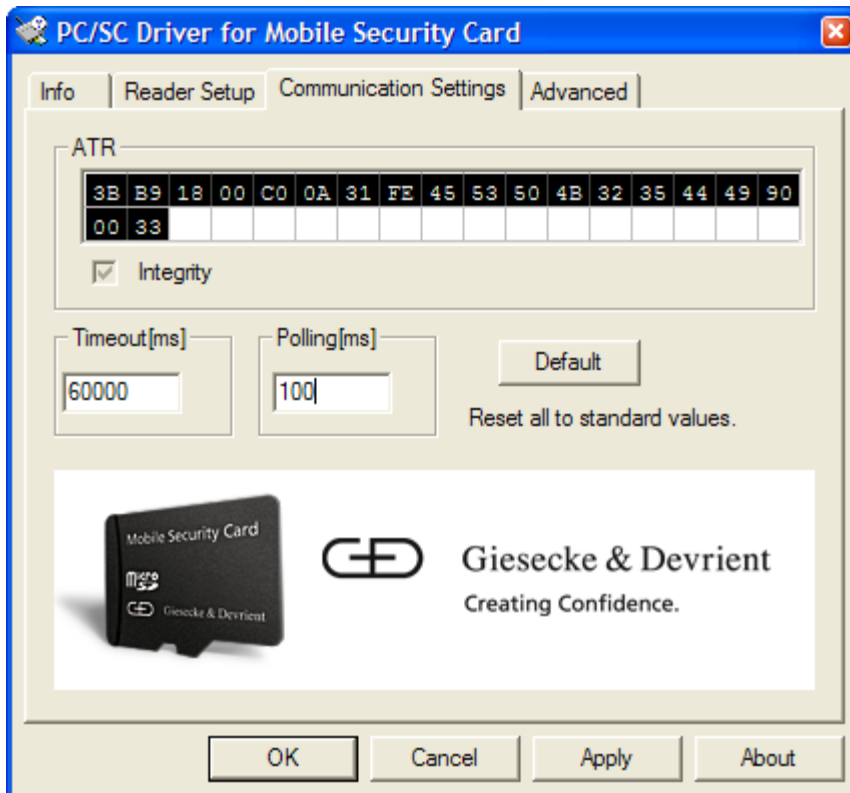 PC/SC Driver for Mobile Security Card
Info Reader Setup Communication Settings Advanced
ATR
3B B9 18 00 C0 0A 31 FE 45 53 50 4B 32 35 44 49 90
00 33
Integrity
Timeout[ms] Polling[ms]
60000 100 Default
Reset all to standard values.
Mobile Security Card
micro SD
Giesecke & Devrient
Giesecke & Devrient
Creating Confidence.
OK Cancel Apply About